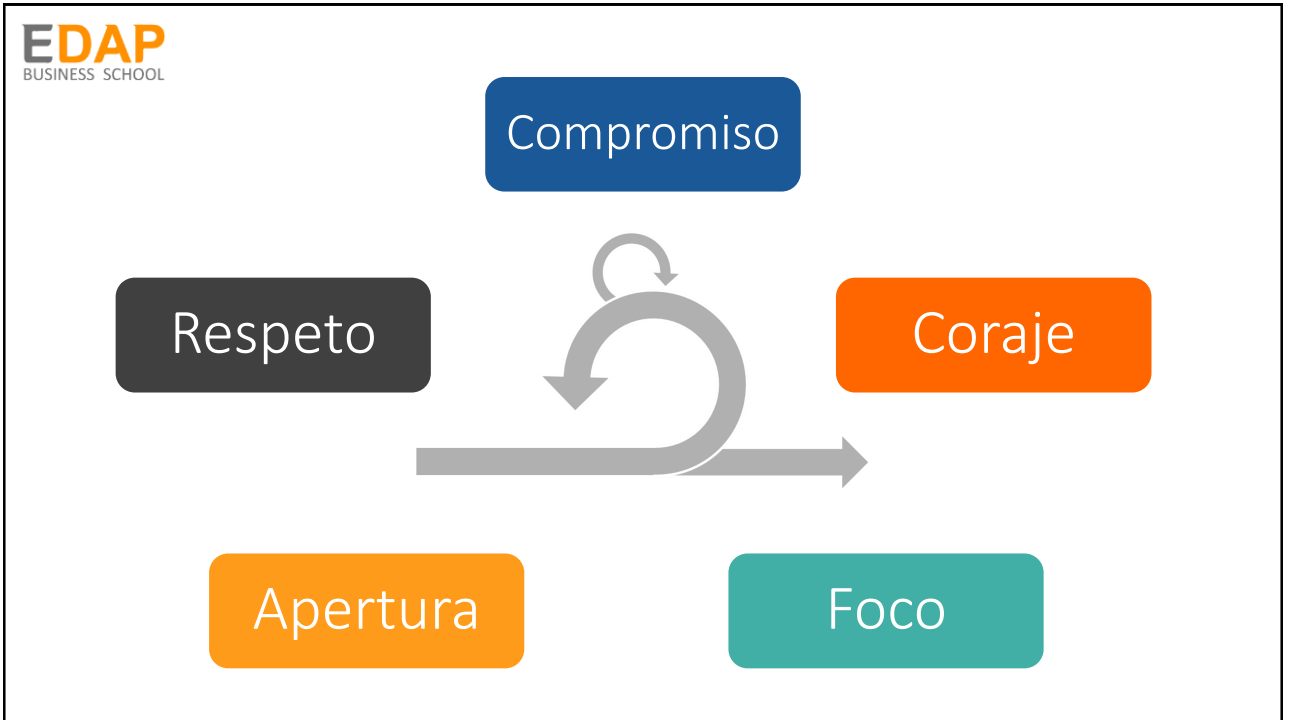 EDAP
BUSINESS SCHOOL
Compromiso
Respeto
Coraje
Apertura
Foco